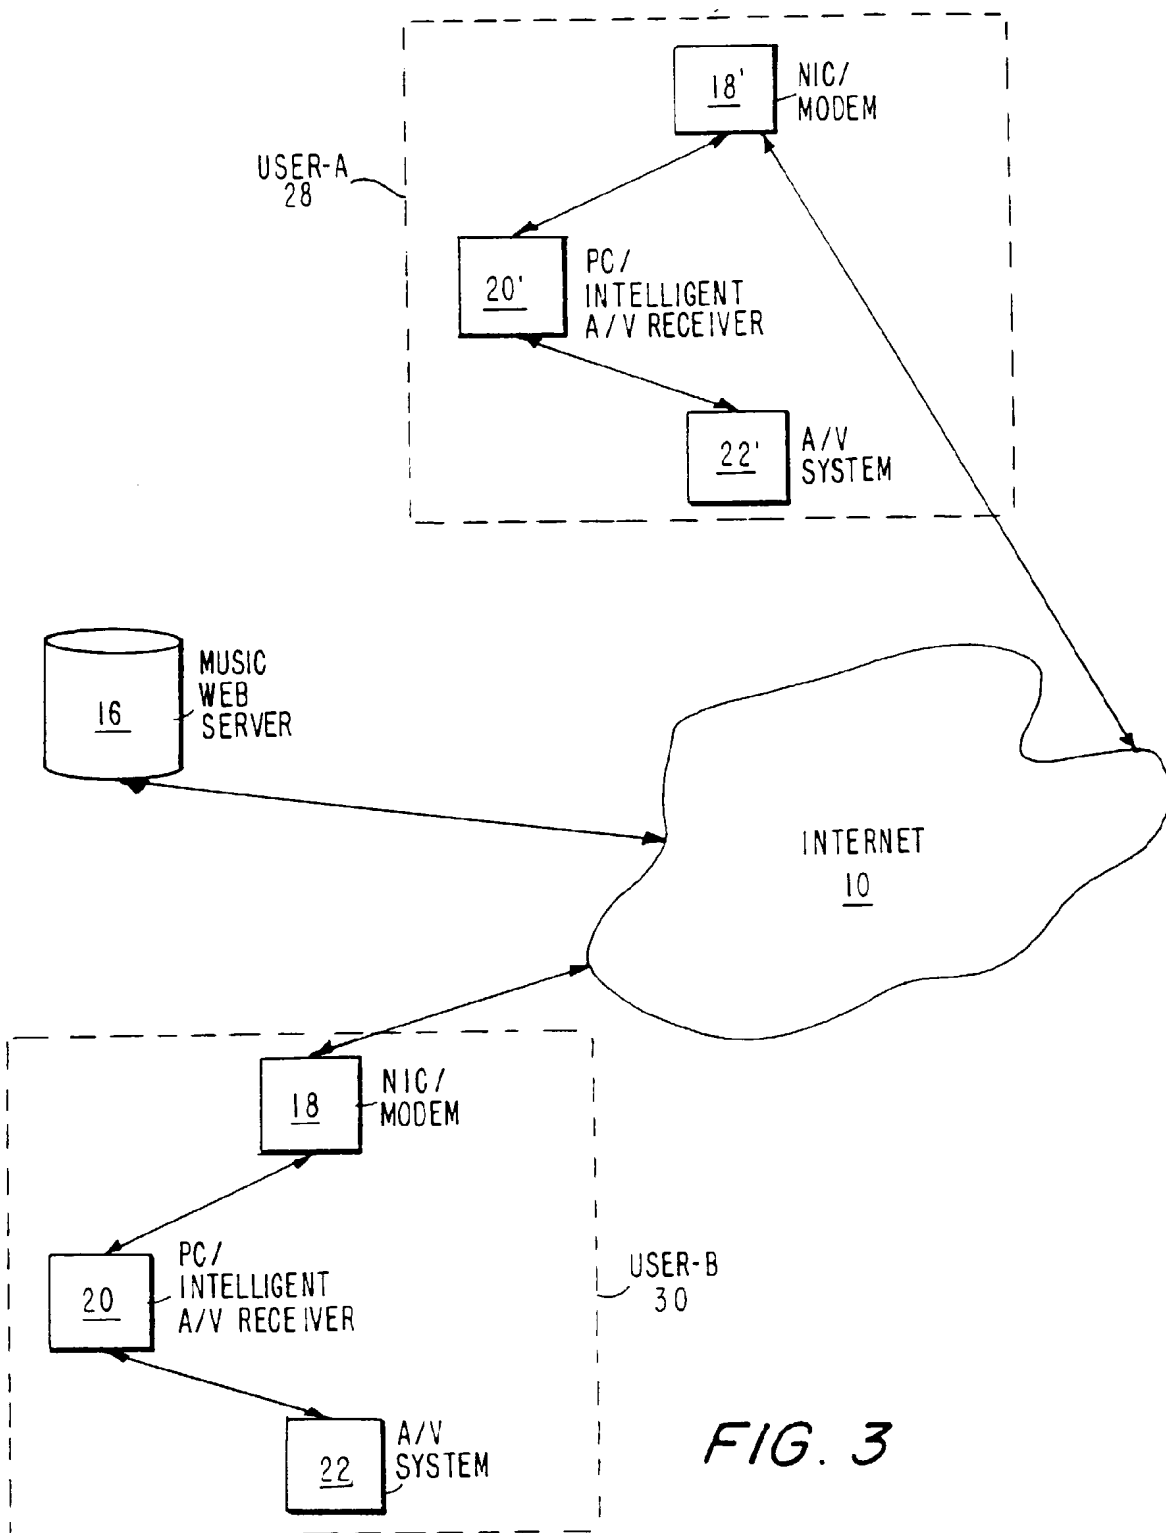 18'
NIC/
MODEM
USER-A
28
20'
PC/
INTELLIGENT
A/V RECEIVER
22'
A/V
SYSTEM
16
MUSIC
WEB
SERVER
INTERNET
10
18
NIC/
MODEM
20
PC/
INTELLIGENT
A/V RECEIVER
USER-B
30
22
A/V
SYSTEM
FIG. 3